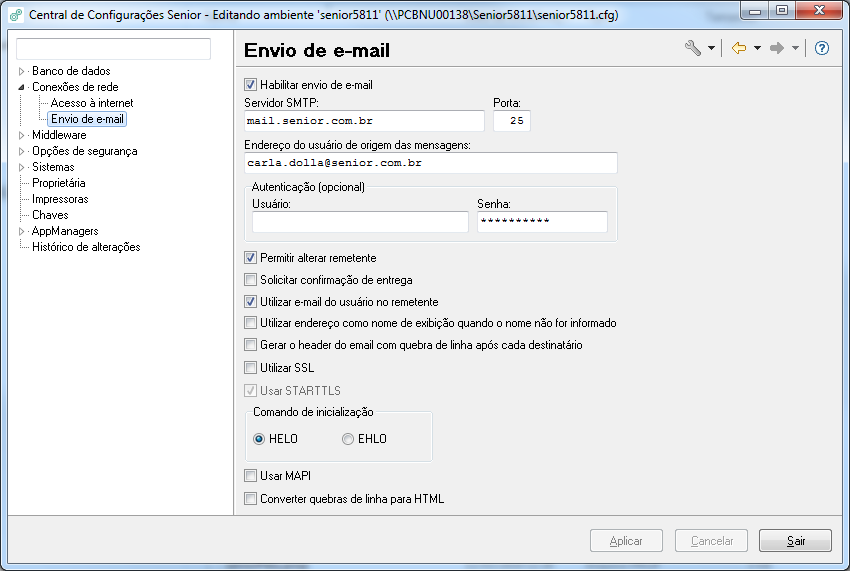 Central de Configurações Senior - Editando ambiente 'senior5811' (\\PCBNU00138\Senior5811\senior5811.cfg)
Banco de dados
Conexões de rede
Acesso à internet
Envio de e-mail
Middleware
Opções de segurança
Sistemas
Proprietária
Impressoras
Chaves
AppManagers
Histórico de alterações
Envio de e-mail
Habilitar envio de e-mail
Servidor SMTP: Porta:
mail.senior.com.br 25
Endereço do usuário de origem das mensagens:
carla.dolla@senior.com.br
Autenticação (opcional)
Usuário: Senha:
**********
Permitir alterar remetente
Solicitar confirmação de entrega
Utilizar e-mail do usuário no remetente
Utilizar endereço como nome de exibição quando o nome não for informado
Gerar o header do email com quebra de linha após cada destinatário
Utilizar SSL
Usar STARTTLS
Comando de inicialização
HELO EHLO
Usar MAPI
Converter quebras de linha para HTML
Aplicar Cancelar Sair